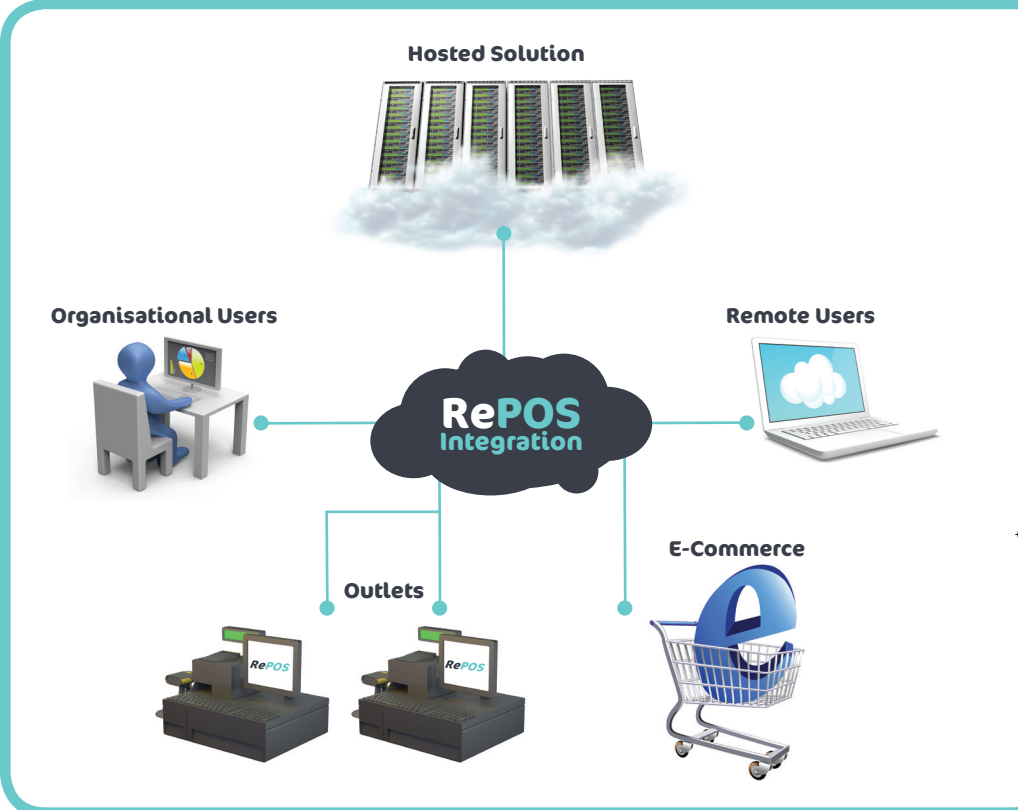 Hosted Solution
Organisational Users
Remote Users
RePOS
Integration
E-Commerce
Outlets
RePOS
RePOS